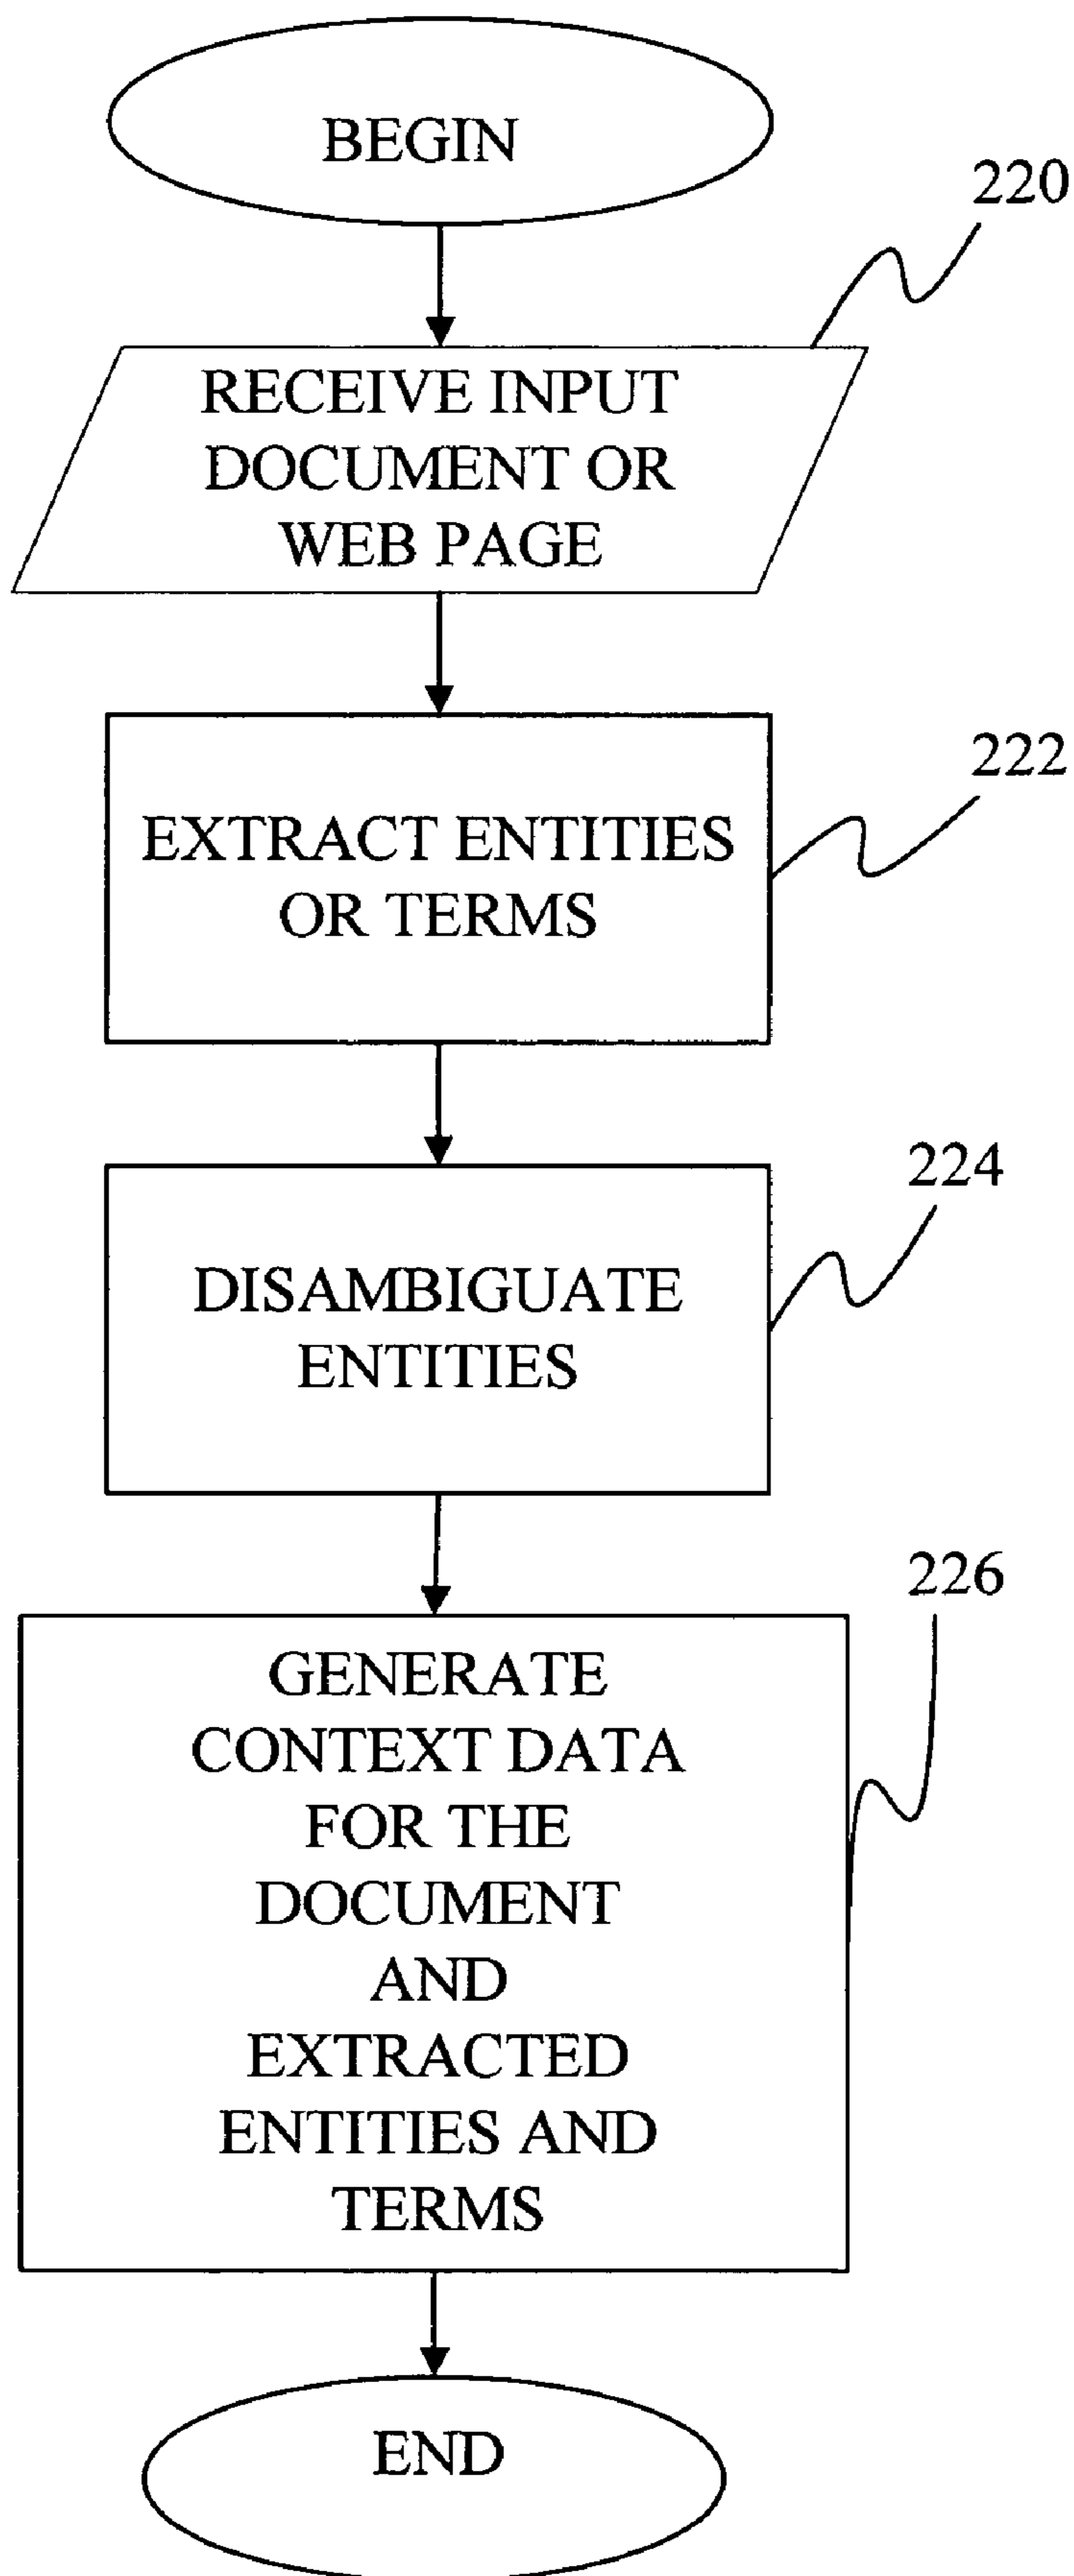 BEGIN
220
RECEIVE INPUT
DOCUMENT OR
WEB PAGE
222
EXTRACT ENTITIES
OR TERMS
224
DISAMBIGUATE
ENTITIES
226
GENERATE
CONTEXT DATA
FOR THE
DOCUMENT
AND
EXTRACTED
ENTITIES AND
TERMS
END